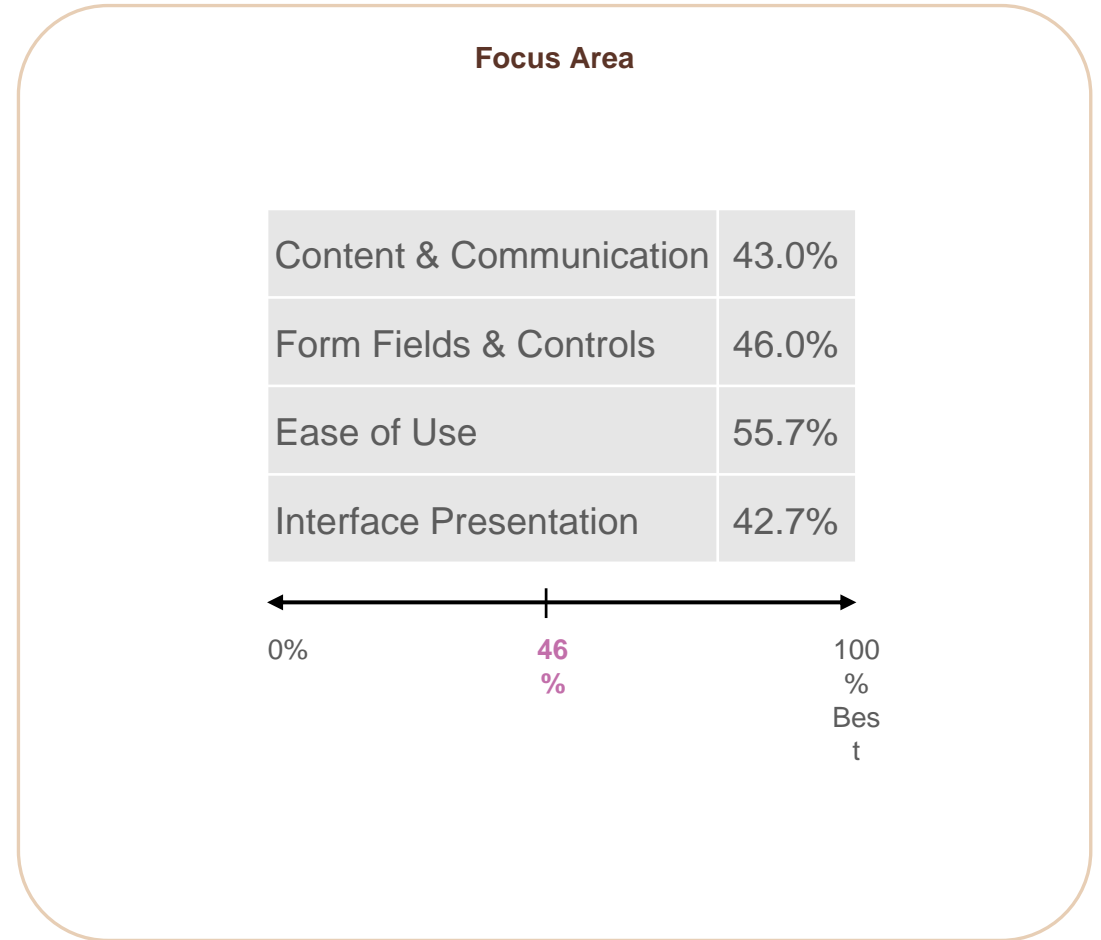 Focus Area
Content & Communication 43.0%
Form Fields & Controls 46.0%
Ease of Use 55.7%
Interface Presentation 42.7%
0%
46
%
100
%
Bes
t